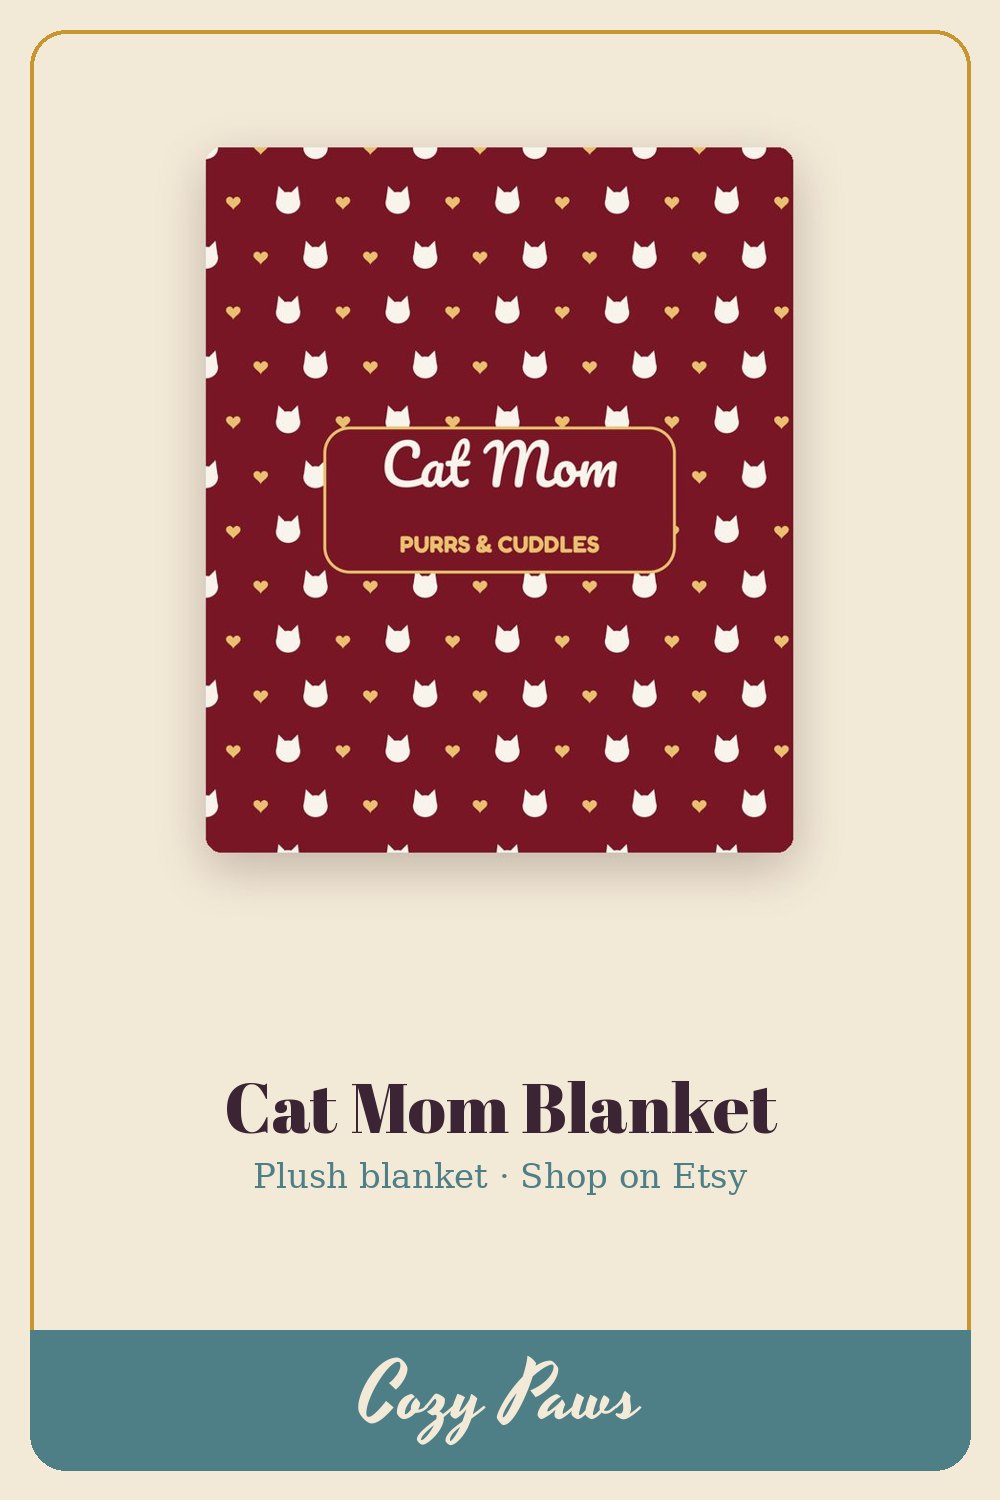 Cat Mom
PURRS & CUDDLES
Cat Mom Blanket
Plush blanket · Shop on Etsy
Cozy Paws